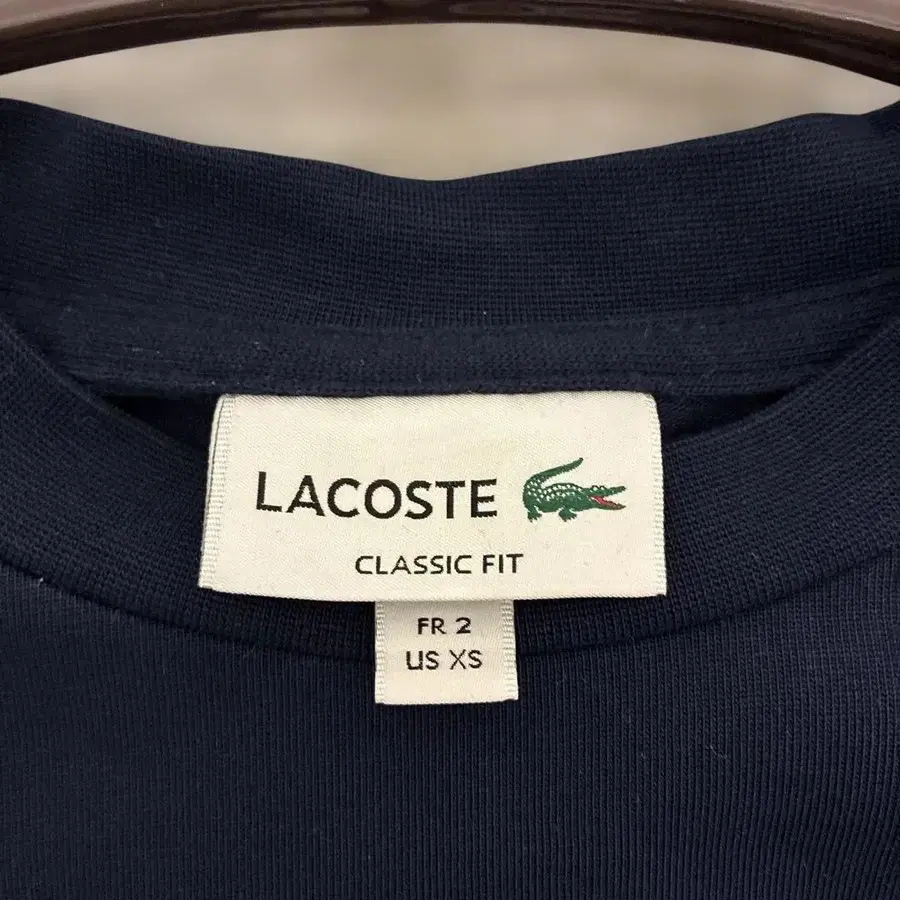 LACOSTE
CLASSIC FIT
FR 2
US XS